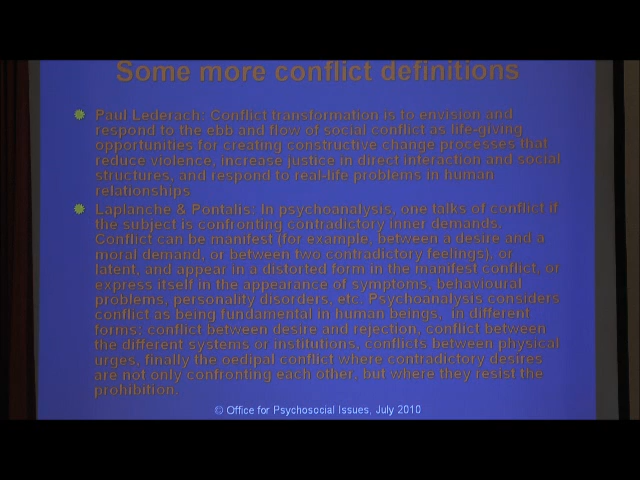 Some more conflict definitions
Paul Lederach: Conflict transformation is to envision and
respond to the ebb and flow of social conflict as life-giving
opportunities for creating constructive change processes that
reduce violence, increase justice in direct interaction and social
structures, and respond to real-life problems in human
relationships
Laplanche & Pontalis: In psychoanalysis, one talks of conflict if
the subject is confronting contradictory inner demands.
Conflict can be manifest (for example, between a desire and a
moral demand, or between two contradictory feelings), or
latent, and appear in a distorted form in the manifest conflict, or
express itself in the appearance of symptoms, behavioural
problems, personality disorders, etc. Psychoanalysis considers
conflict as being fundamental in human beings, in different
forms: conflict between desire and rejection, conflict between
the different systems or institutions, conflicts between physical
urges, finally the oedipal conflict where contradictory desires
are not only confronting each other, but where they resist the
prohibition.
© Office for Psychosocial Issues, July 2010